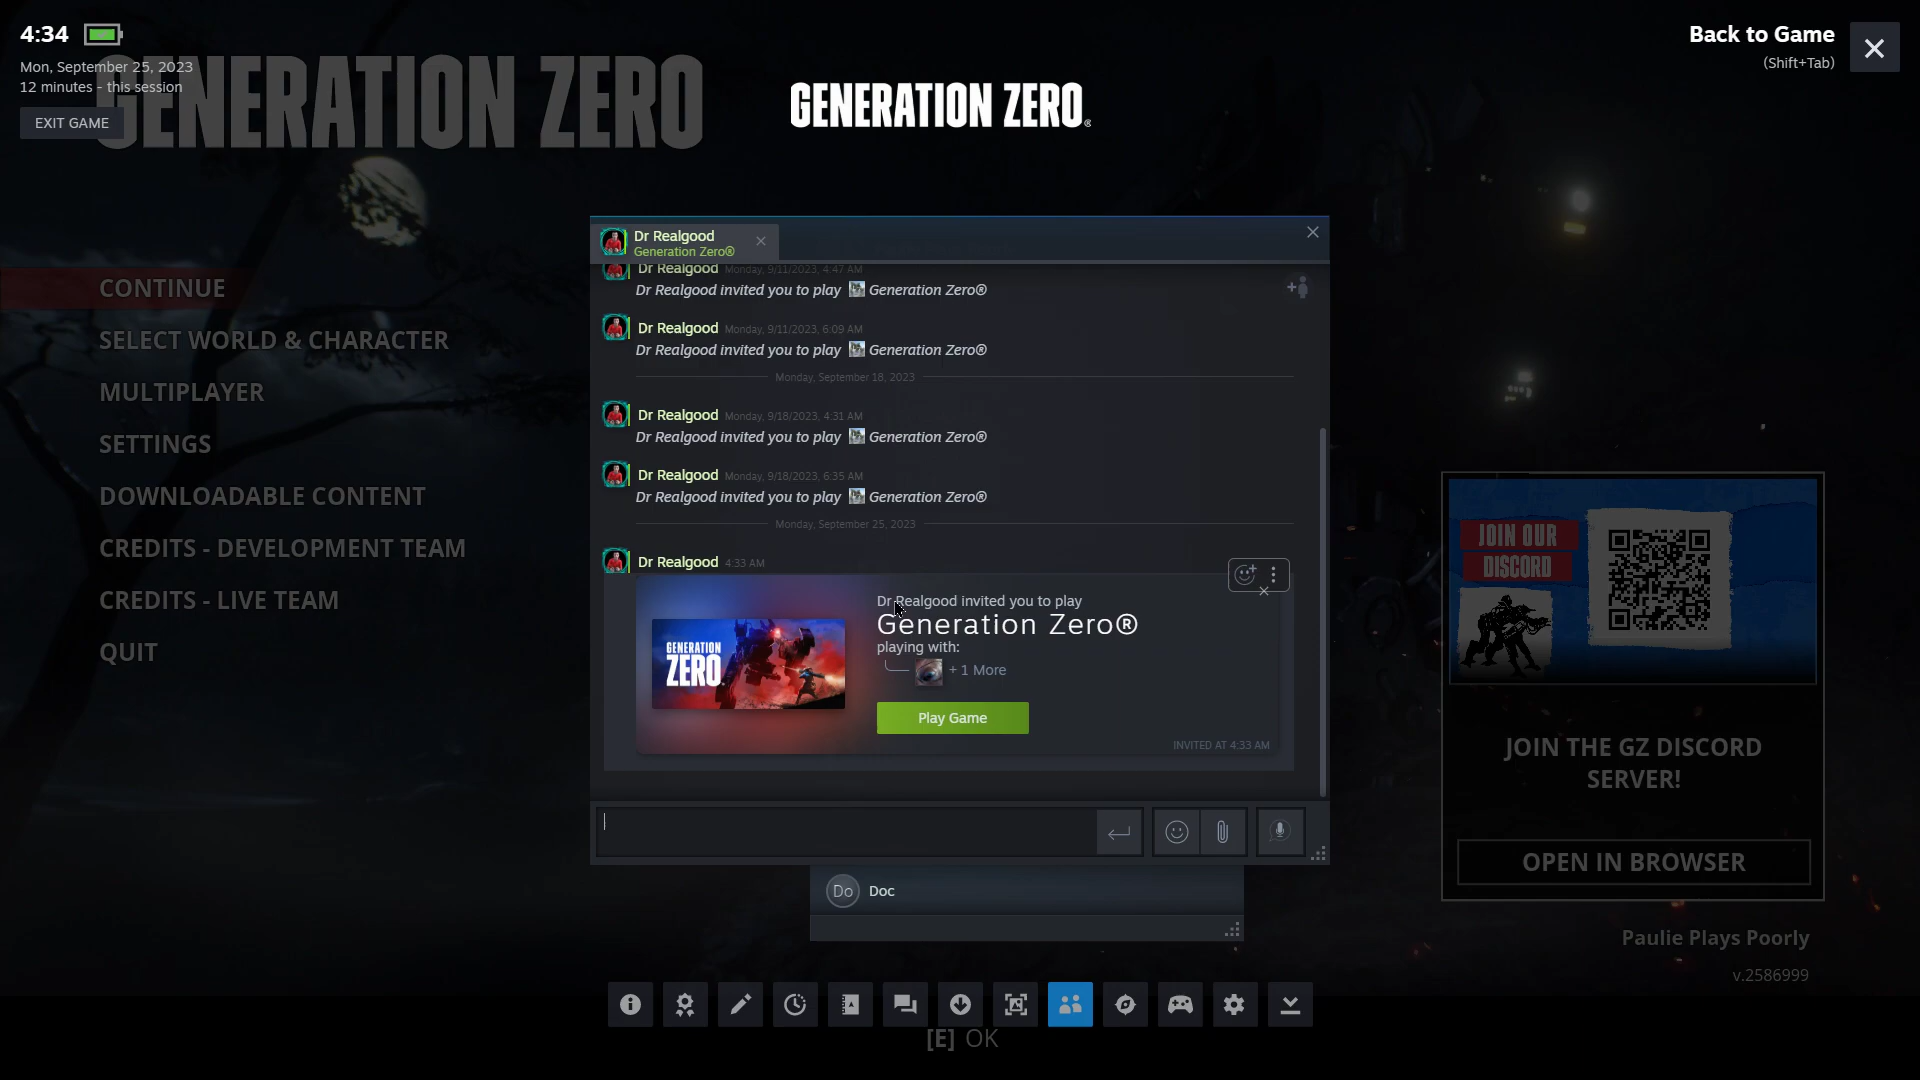 4:34
Mon, September 25, 2023
12 minutes - this session
EXIT GAME
GENERATION ZERO
GENERATION ZERO®
Back to Game
(Shift+Tab)
CONTINUE
SELECT WORLD & CHARACTER
MULTIPLAYER
SETTINGS
DOWNLOADABLE CONTENT
CREDITS - DEVELOPMENT TEAM
CREDITS - LIVE TEAM
QUIT
Dr Realgood
Generation Zero®
Dr Realgood Monday, 9/11/2023, 4:47 AM
Dr Realgood invited you to play Generation Zero®
Dr Realgood Monday, 9/11/2023, 6:09 AM
Dr Realgood invited you to play Generation Zero®
Monday, September 18, 2023
Dr Realgood Monday, 9/18/2023, 4:31 AM
Dr Realgood invited you to play Generation Zero®
Dr Realgood Monday, 9/18/2023, 6:35 AM
Dr Realgood invited you to play Generation Zero®
Monday, September 25, 2023
Dr Realgood 4:33 AM
GENERATION
ZERO
Dr Realgood invited you to play
Generation Zero®
playing with:
+ 1 More
Play Game
INVITED AT 4:33 AM
Do Doc
JOIN OUR
DISCORD
JOIN THE GZ DISCORD
SERVER!
OPEN IN BROWSER
Paulie Plays Poorly
v.2586999
[E] OK